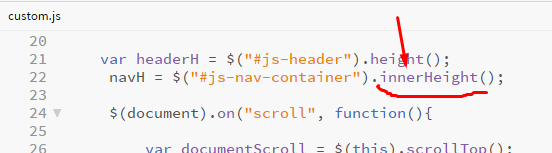 custom.js
20
21 var headerH = $("#js-header").height();
22 navH = $("#js-nav-container").innerHeight();
23
24 $(document).on("scroll", function(){
25
26 var documentScroll = $(this).scrollTop();